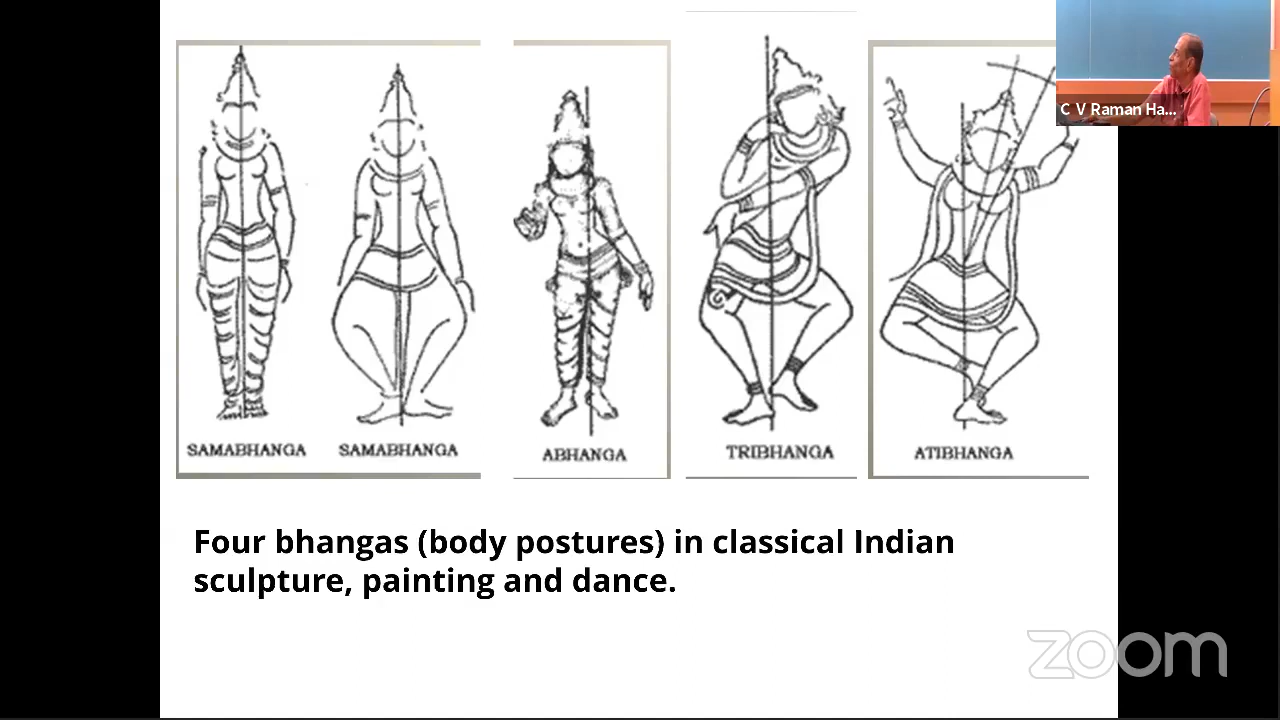 C V Raman Ha...
SAMABHANGA
SAMABHANGA
ABHANGA
TRIBHANGA
ATIBHANGA
Four bhangas (body postures) in classical Indian
sculpture, painting and dance.
zoom